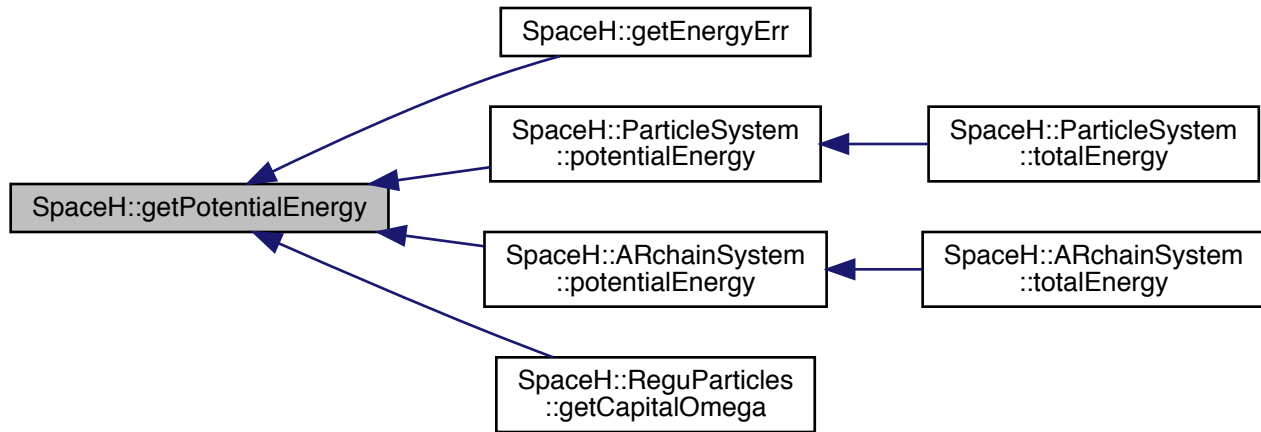 SpaceH::getEnergyErr
SpaceH::ParticleSystem
::potentialEnergy
SpaceH::ParticleSystem
::totalEnergy
SpaceH::getPotentialEnergy
SpaceH::ARchainSystem
::potentialEnergy
SpaceH::ARchainSystem
::totalEnergy
SpaceH::ReguParticles
::getCapitalOmega